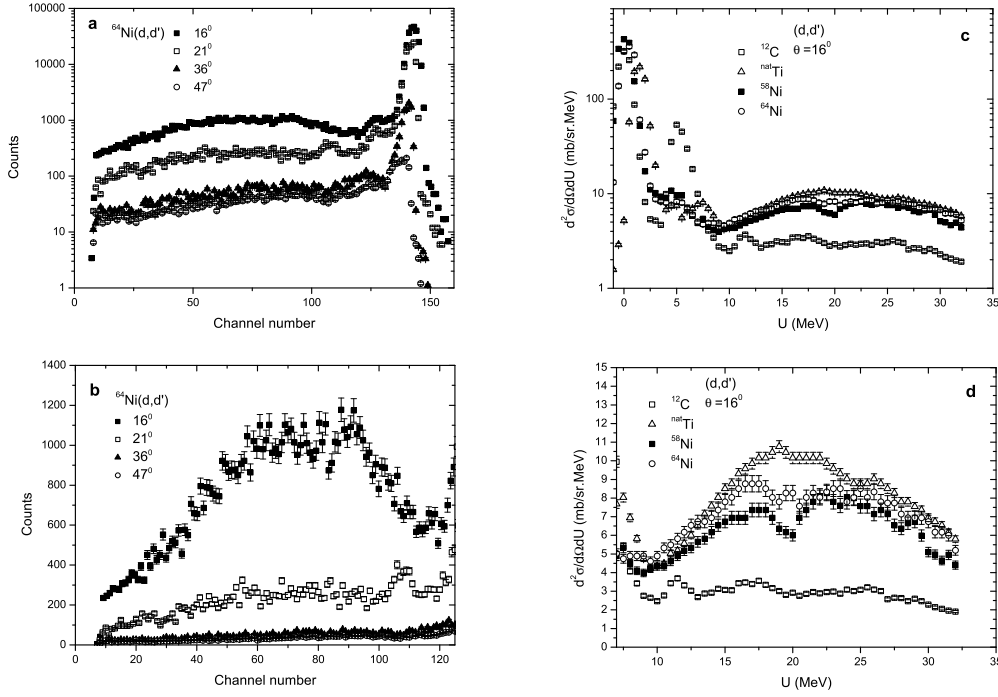 a
⁶⁴Ni(d,d')
16⁰
21⁰
36⁰
47⁰
100000
10000
1000
100
10
1
Counts
0 50 100 150
Channel number
c
(d,d')
¹²C θ =16⁰
ⁿᵃᵗTi
⁵⁸Ni
⁶⁴Ni
100
10
1
d²σ/dΩdU (mb/sr.MeV)
0 5 10 15 20 25 30 35
U (MeV)
b
⁶⁴Ni(d,d')
16⁰
21⁰
36⁰
47⁰
1400
1200
1000
800
600
400
200
0
Counts
0 20 40 60 80 100 120
Channel number
d
(d,d')
¹²C θ =16⁰
ⁿᵃᵗTi
⁵⁸Ni
⁶⁴Ni
15
14
13
12
11
10
9
8
7
6
5
4
3
2
1
0
d²σ/dΩdU (mb/sr.MeV)
10 15 20 25 30 35
U (MeV)